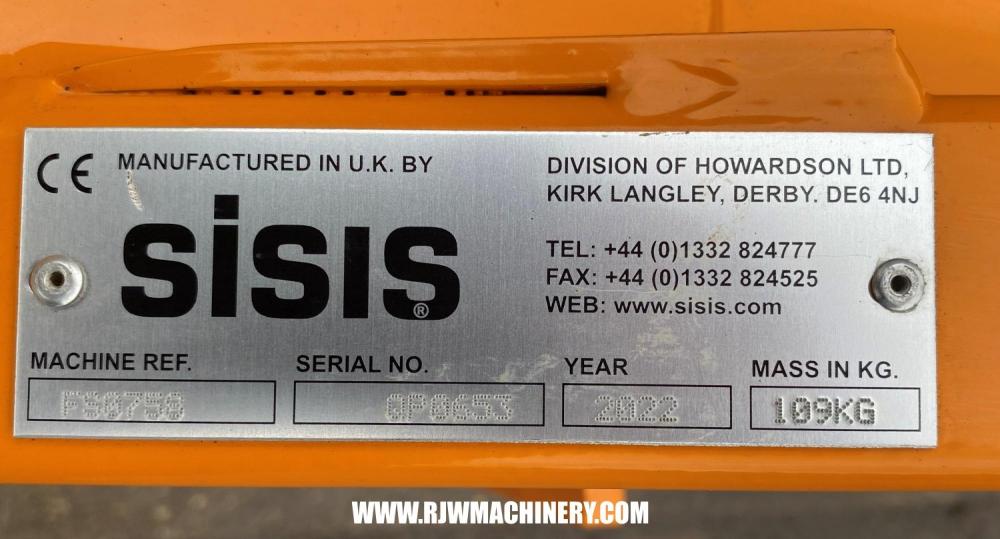 CE MANUFACTURED IN U.K. BY
SISIS®
DIVISION OF HOWARDSON LTD,
KIRK LANGLEY, DERBY. DE6 4NJ
TEL: +44 (0)1332 824777
FAX: +44 (0)1332 824525
WEB: www.sisis.com
MACHINE REF. SERIAL NO. YEAR MASS IN KG.
FS0750 QP0653 2022 109KG
WWW.RJWMACHINERY.COM